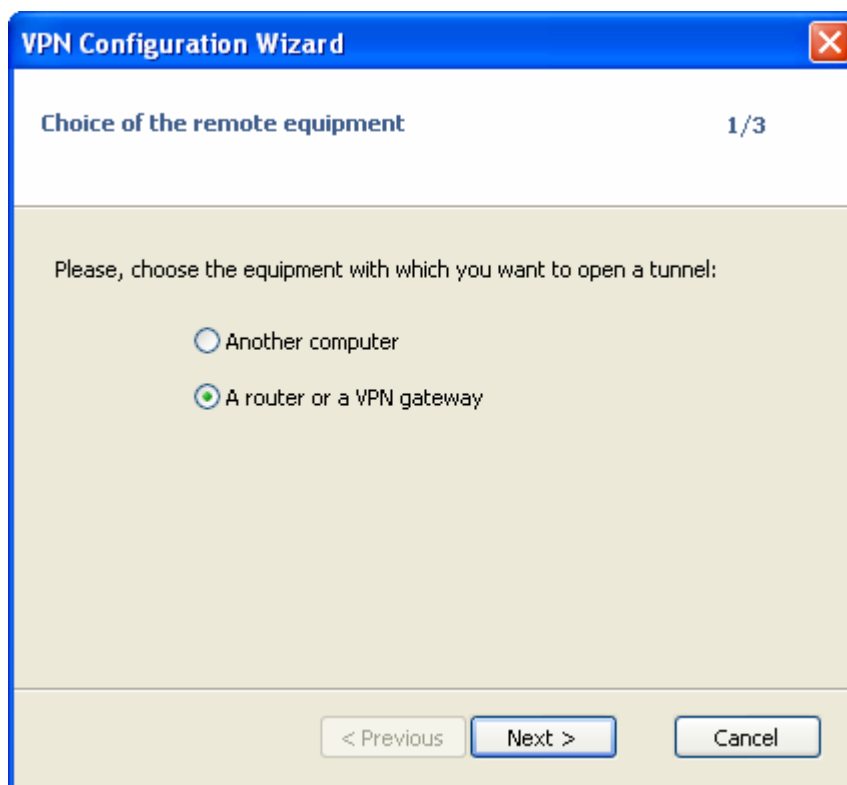 VPN Configuration Wizard
Choice of the remote equipment 1/3
Please, choose the equipment with which you want to open a tunnel:
Another computer
A router or a VPN gateway
< Previous Next > Cancel